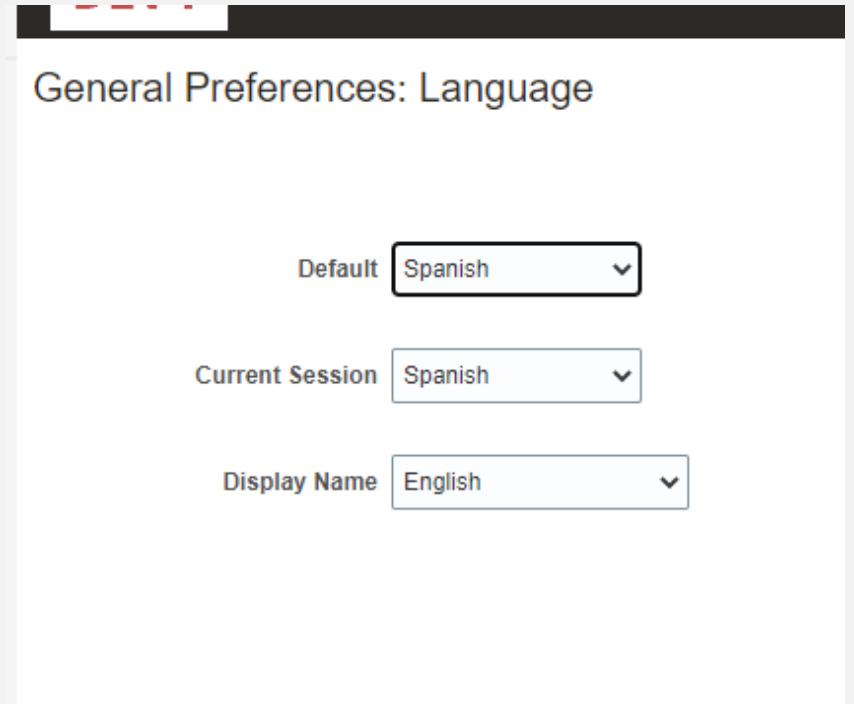 General Preferences: Language
Default Spanish
Current Session Spanish
Display Name English